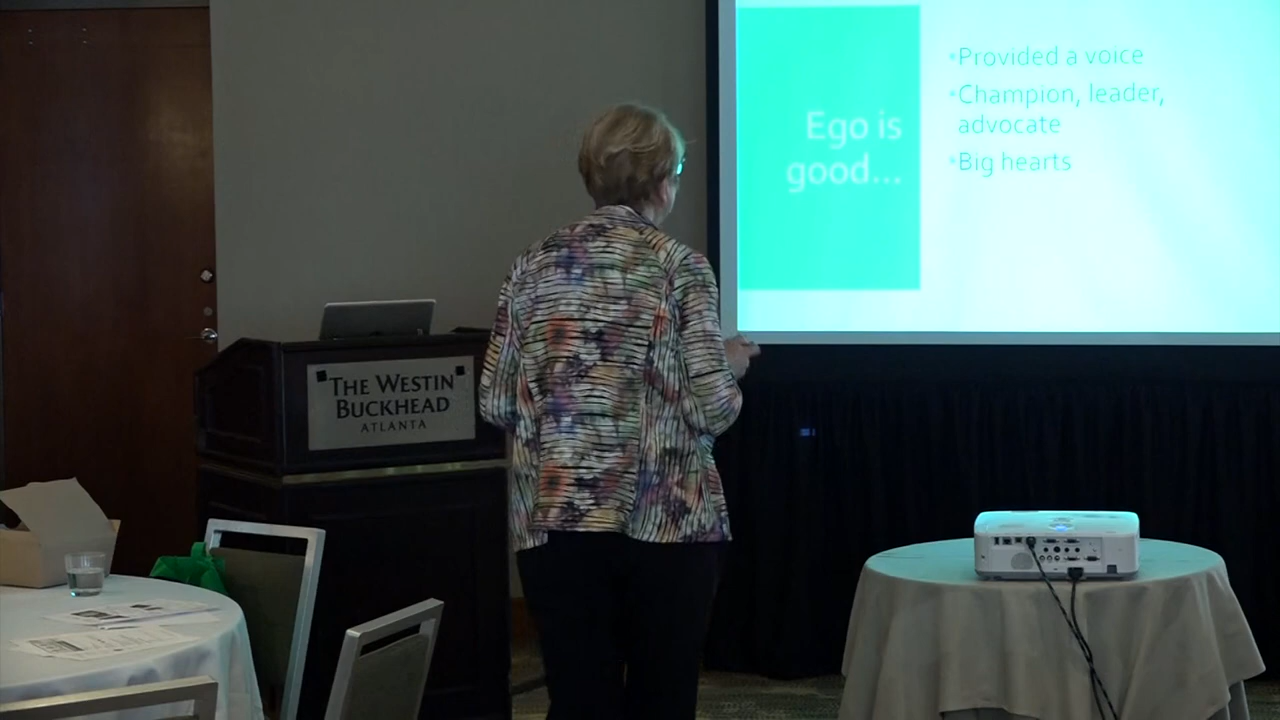 Ego is
good...
•Provided a voice
•Champion, leader,
advocate
•Big hearts
THE WESTIN
BUCKHEAD
ATLANTA